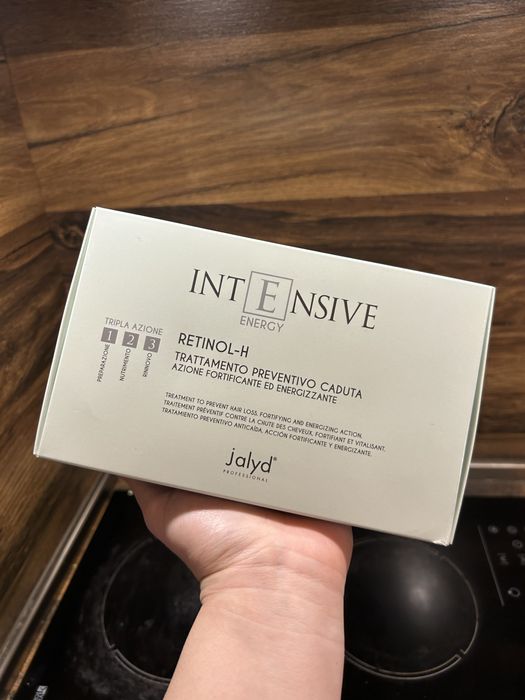 INTENSIVE
ENERGY
TRIPLA AZIONE
1 2 3
PREPARAZIONE
NUTRIMENTO
RINNOVO
RETINOL-H
TRATTAMENTO PREVENTIVO CADUTA
AZIONE FORTIFICANTE ED ENERGIZZANTE
TREATMENT TO PREVENT HAIR LOSS, FORTIFYING AND ENERGIZING ACTION.
TRAITEMENT PRÉVENTIF CONTRE LA CHUTE DES CHEVEUX, FORTIFIANT ET VITALISANT.
TRATAMIENTO PREVENTIVO ANTICAÍDA, ACCIÓN FORTIFICANTE Y ENERGIZANTE.
jalyd®
PROFESSIONAL